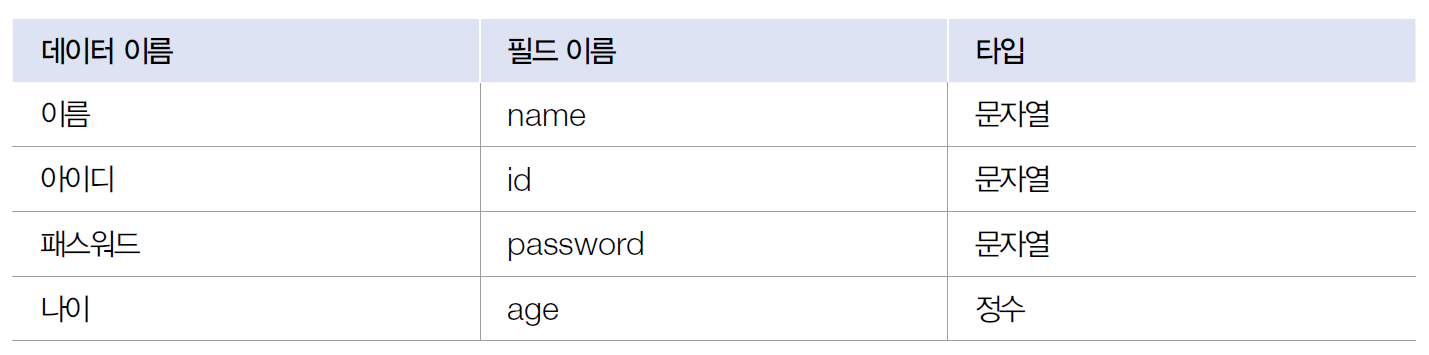 데이터 이름 필드 이름 타입
이름 name 문자열
아이디 id 문자열
패스워드 password 문자열
나이 age 정수